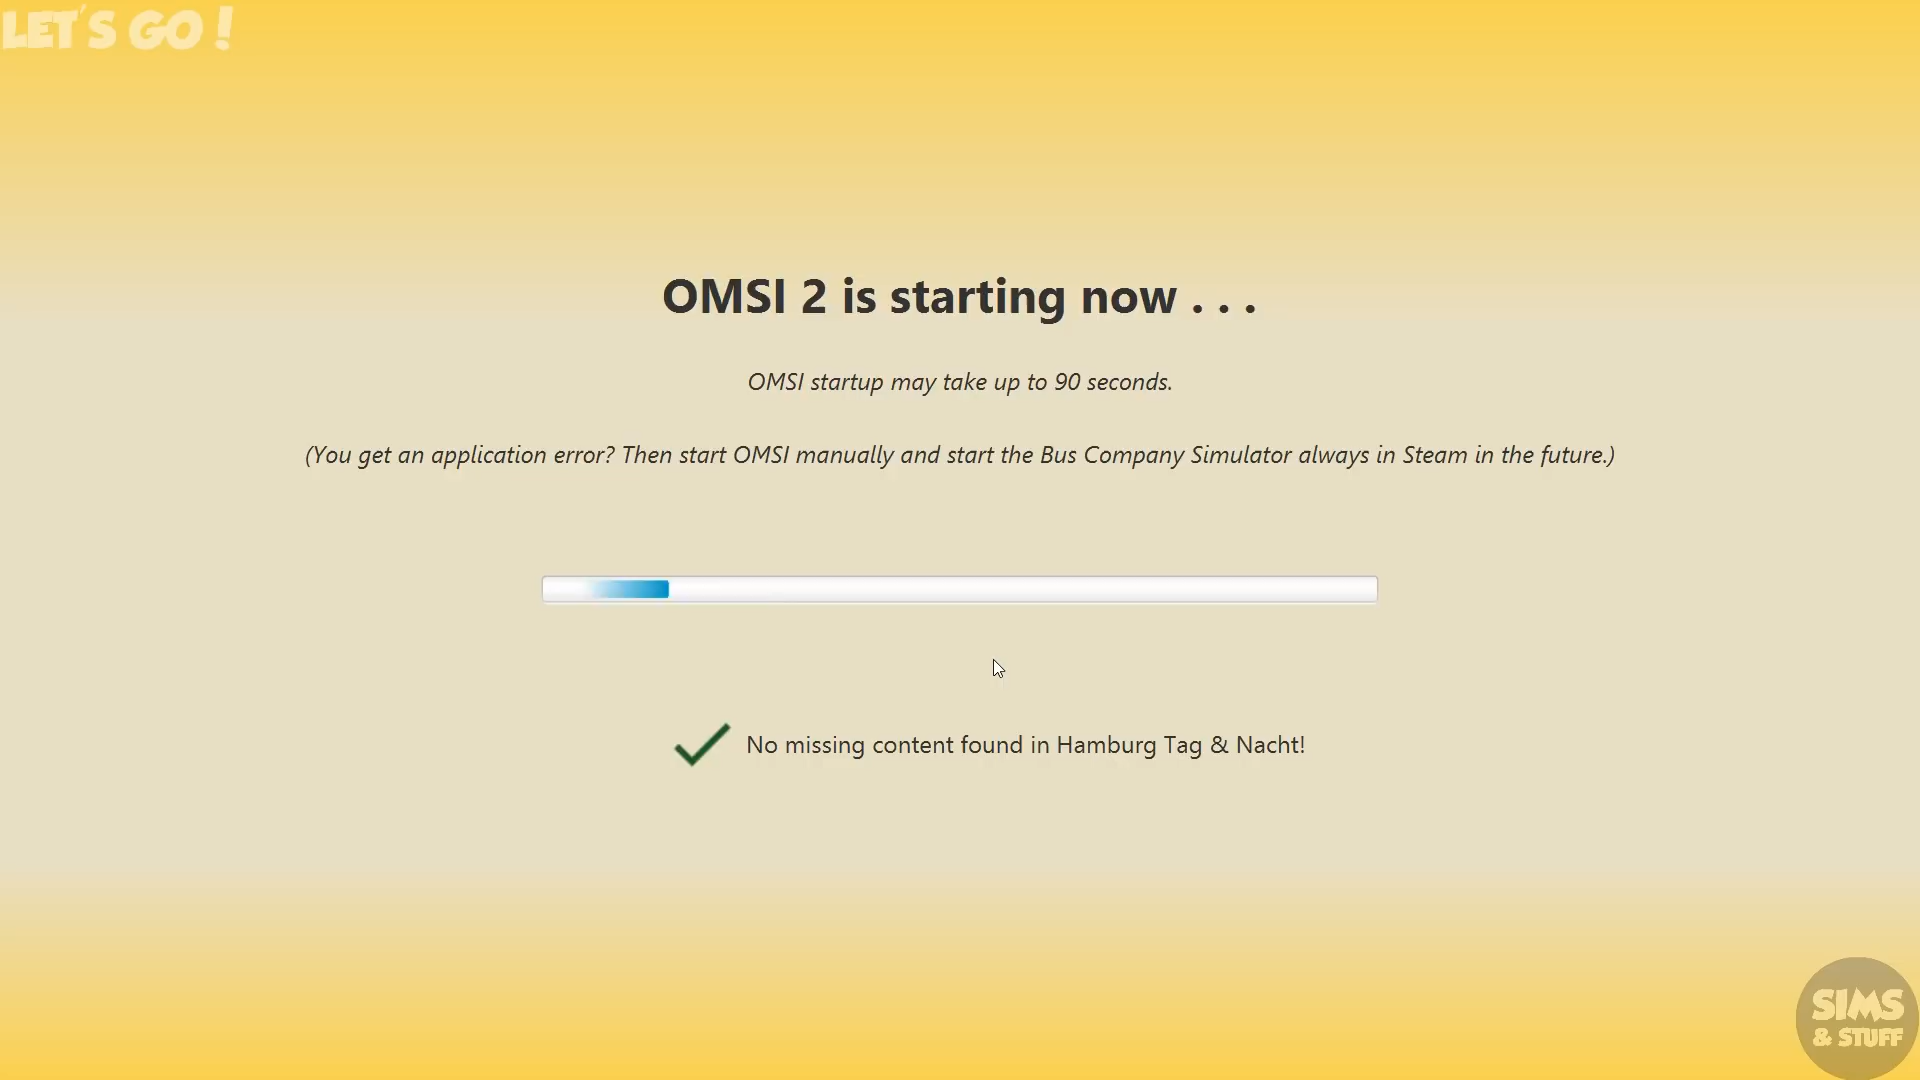 LET'S GO!
OMSI 2 is starting now . . .
OMSI startup may take up to 90 seconds.
(You get an application error? Then start OMSI manually and start the Bus Company Simulator always in Steam in the future.)
No missing content found in Hamburg Tag & Nacht!
SIMS
& STUFF